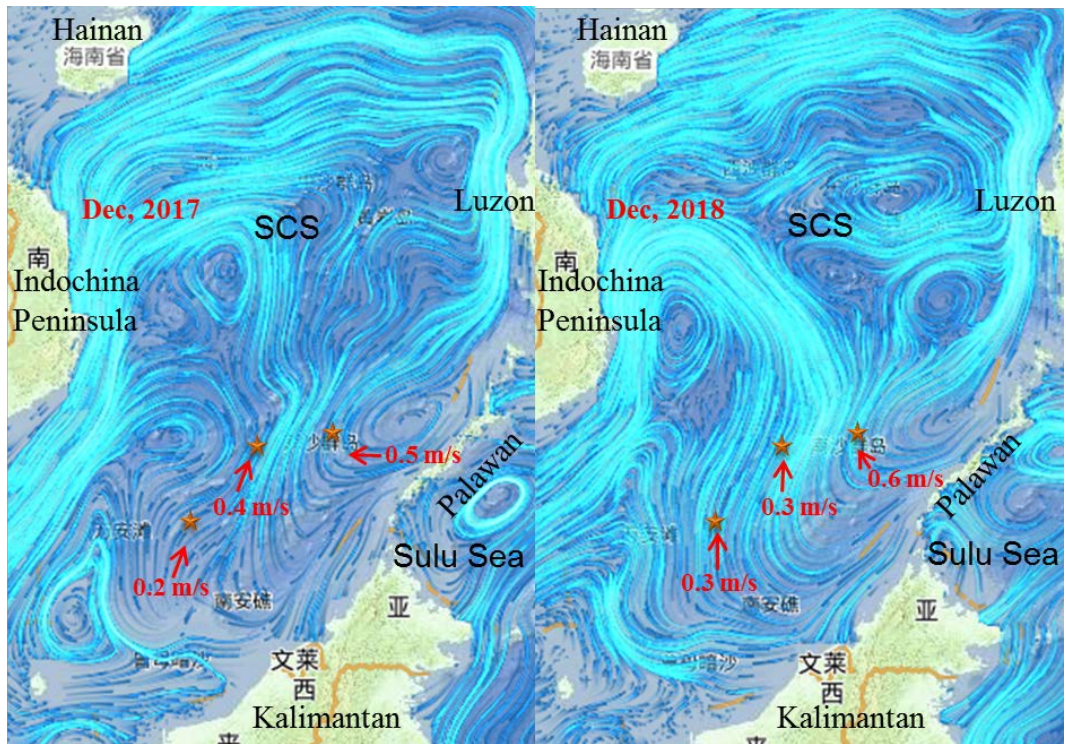 Hainan
海南省
Dec, 2017
SCS
Luzon
南
Indochina
Peninsula
0.5 m/s
0.4 m/s
0.2 m/s
Palawan
Sulu Sea
南安礁
亚
文莱
西
Kalimantan
Hainan
海南省
Dec, 2018
SCS
Luzon
南
Indochina
Peninsula
0.6 m/s
0.3 m/s
0.3 m/s
Palawan
Sulu Sea
南安礁
亚
文莱
西
Kalimantan